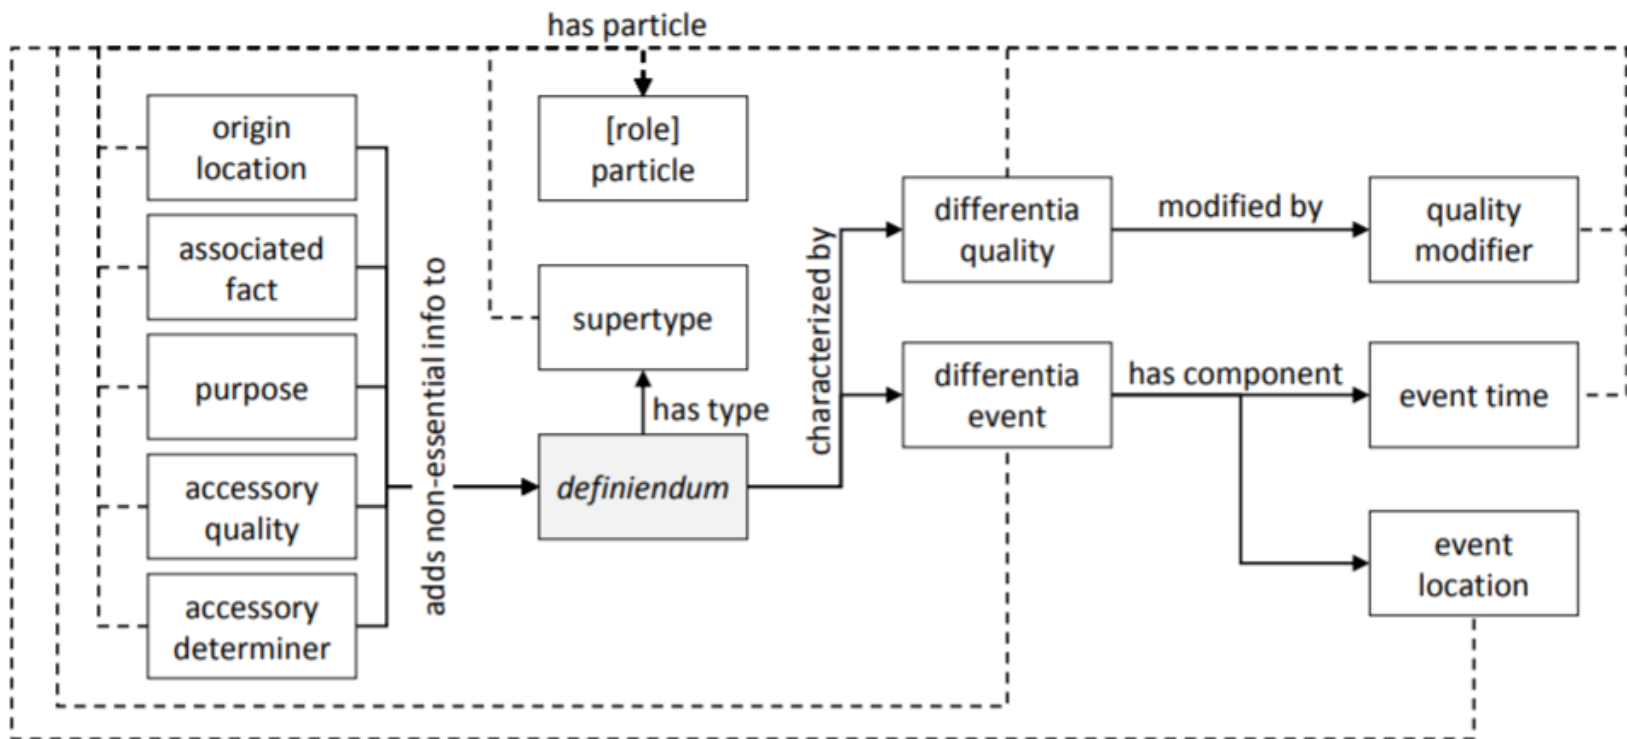 has particle
origin
location
[role]
particle
associated
fact
purpose
accessory
quality
accessory
determiner
adds non-essential info to
supertype
has type
definiendum
characterized by
differentia
quality
modified by
quality
modifier
differentia
event
has component
event time
event
location